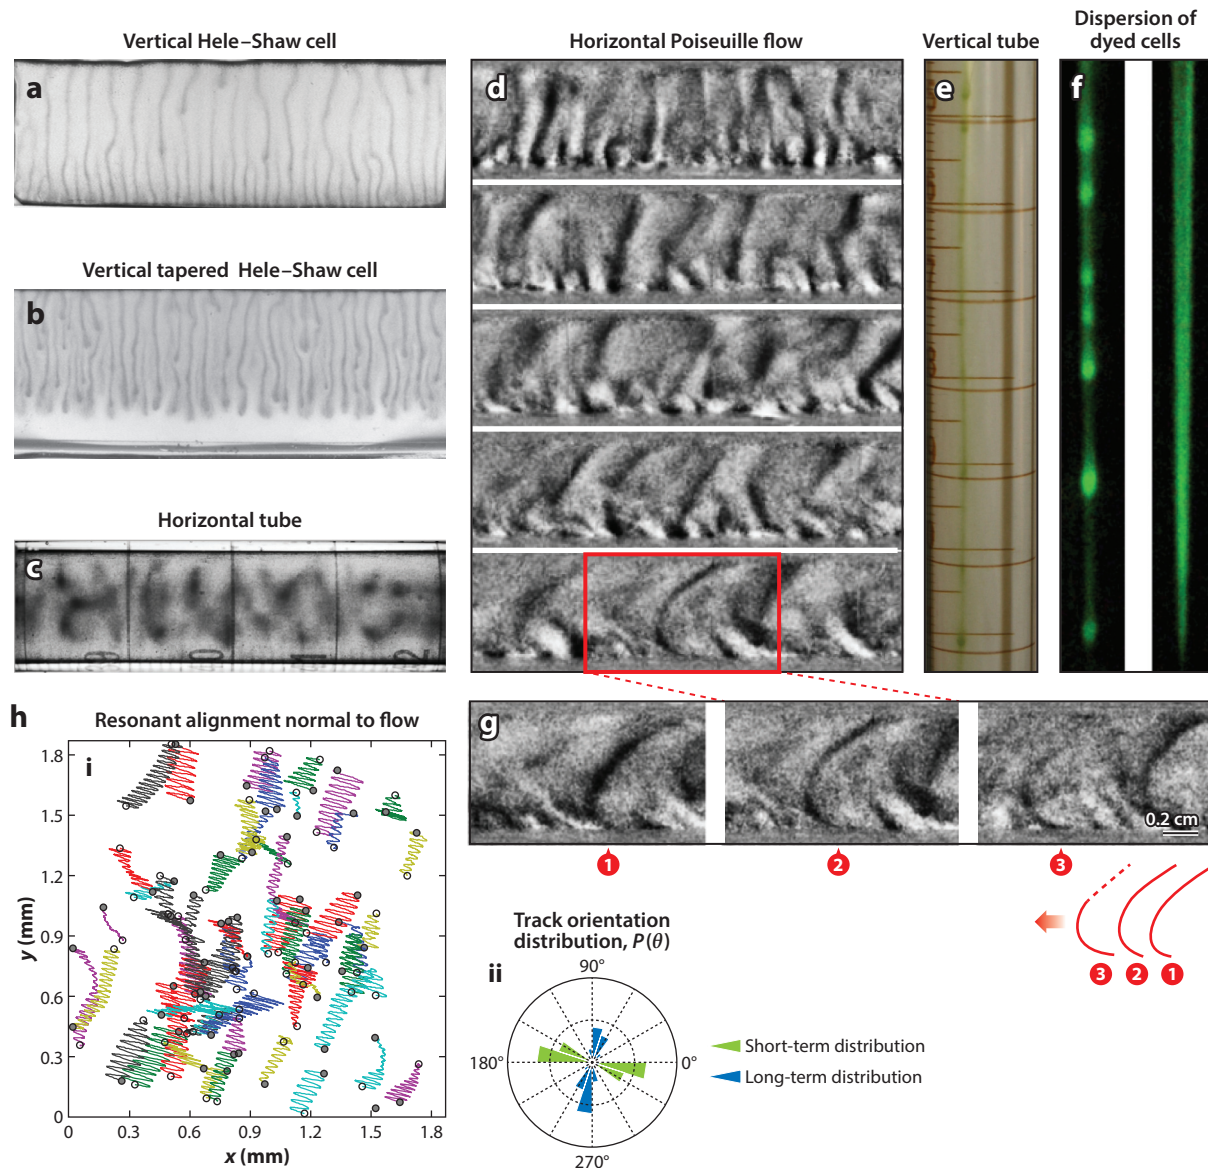 Vertical Hele–Shaw cell
a
Vertical tapered Hele–Shaw cell
b
Horizontal tube
c
Horizontal Poiseuille flow
d
Vertical tube
e
Dispersion of
dyed cells
f
g
0.2 cm
1
2
3
3
2
1
h
Resonant alignment normal to flow
i
1.8
1.5
1.2
0.9
0.6
0.3
0
y (mm)
0
0.3
0.6
0.9
1.2
1.5
1.8
x (mm)
Track orientation
distribution, P(θ)
ii
90°
180°
0°
270°
Short-term distribution
Long-term distribution